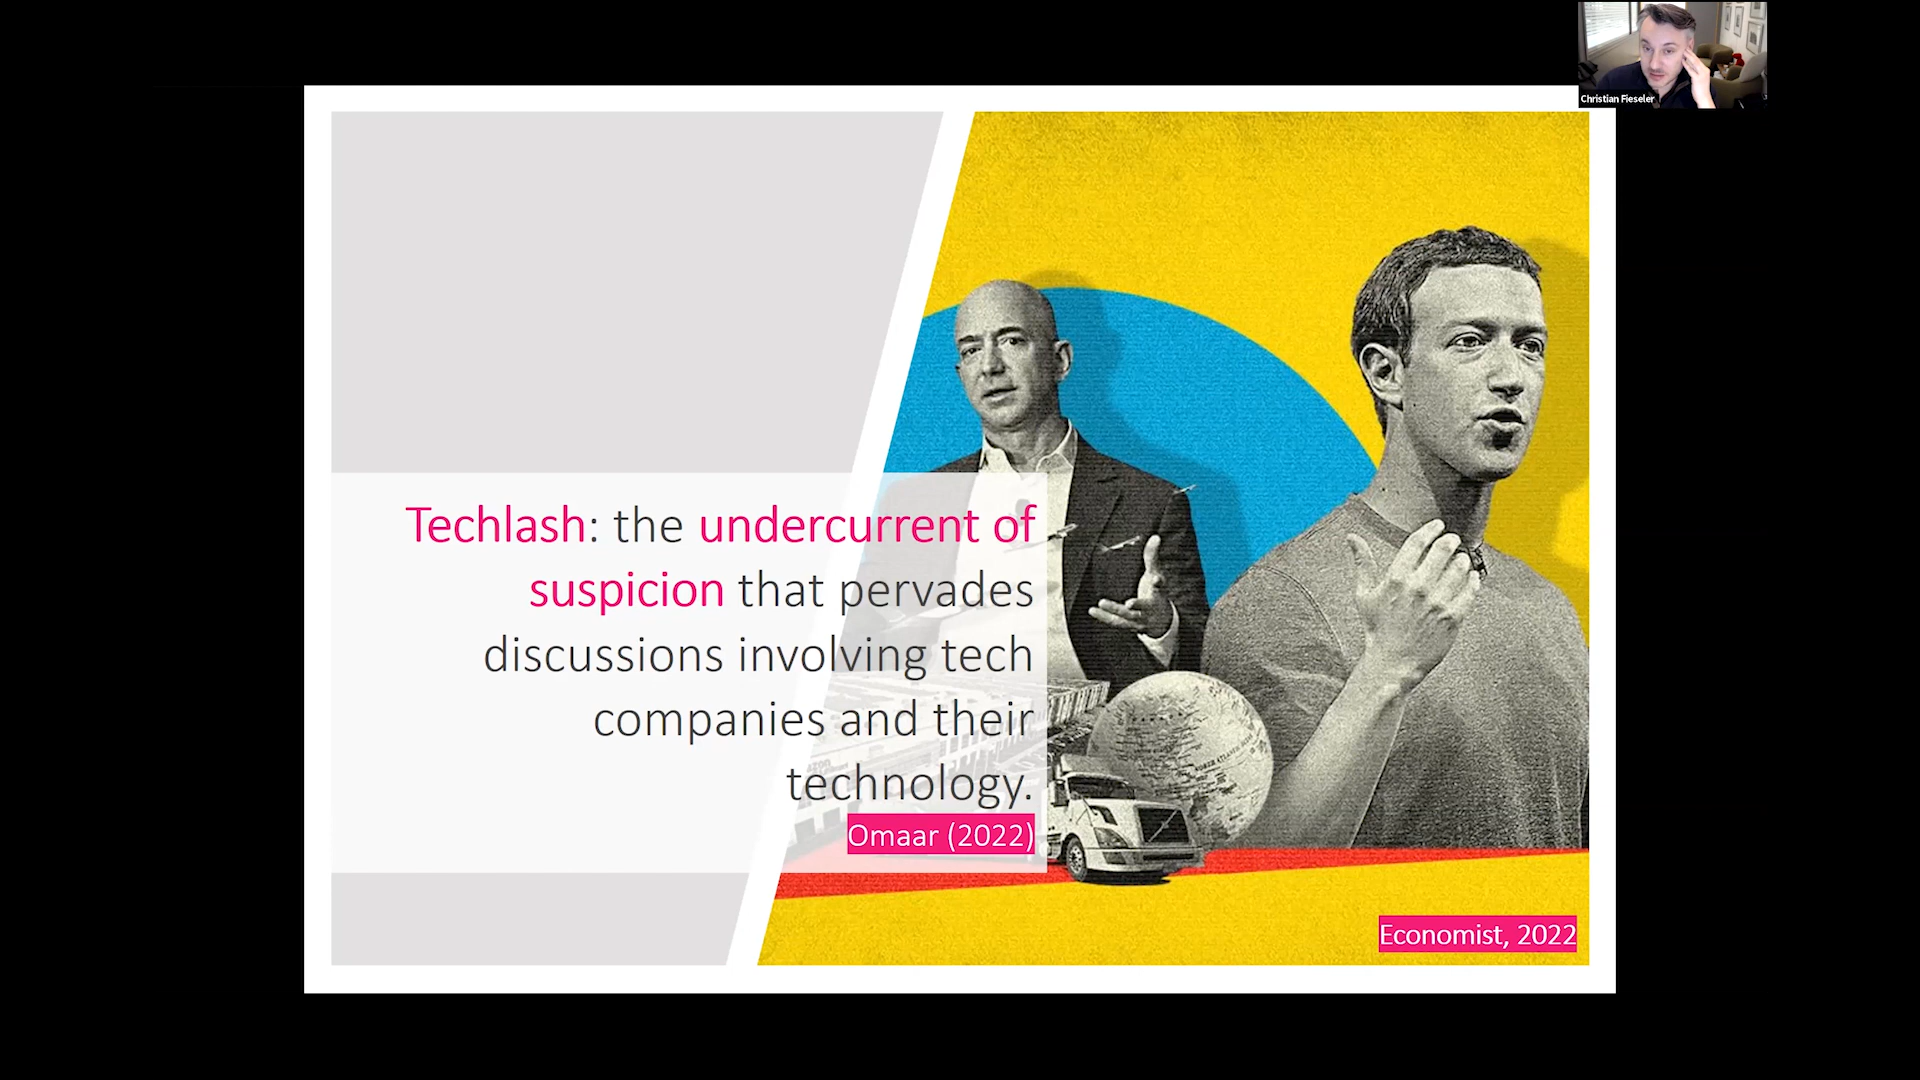 Christian Fieseler
Techlash: the undercurrent of
suspicion that pervades
discussions involving tech
companies and their
technology.
Omaar (2022)
Economist, 2022